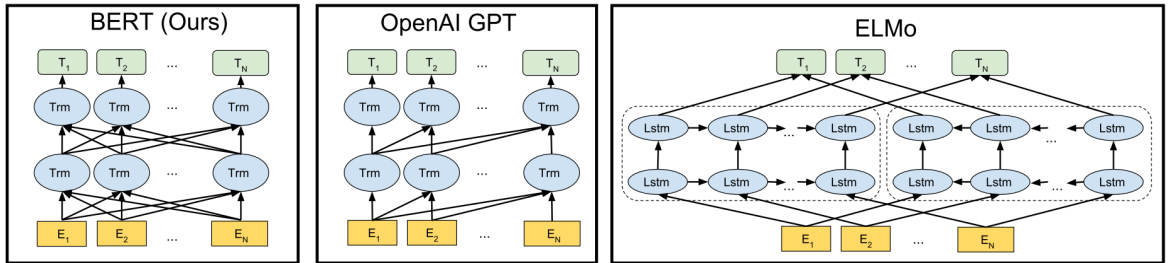 BERT (Ours)
T1 T2 ... TN
Trm Trm ... Trm
Trm Trm ... Trm
E1 E2 ... EN
OpenAI GPT
T1 T2 ... TN
Trm Trm ... Trm
Trm Trm ... Trm
E1 E2 ... EN
ELMo
T1 T2 ... TN
Lstm Lstm ... Lstm Lstm Lstm ... Lstm
Lstm Lstm ... Lstm Lstm Lstm ... Lstm
E1 E2 ... EN